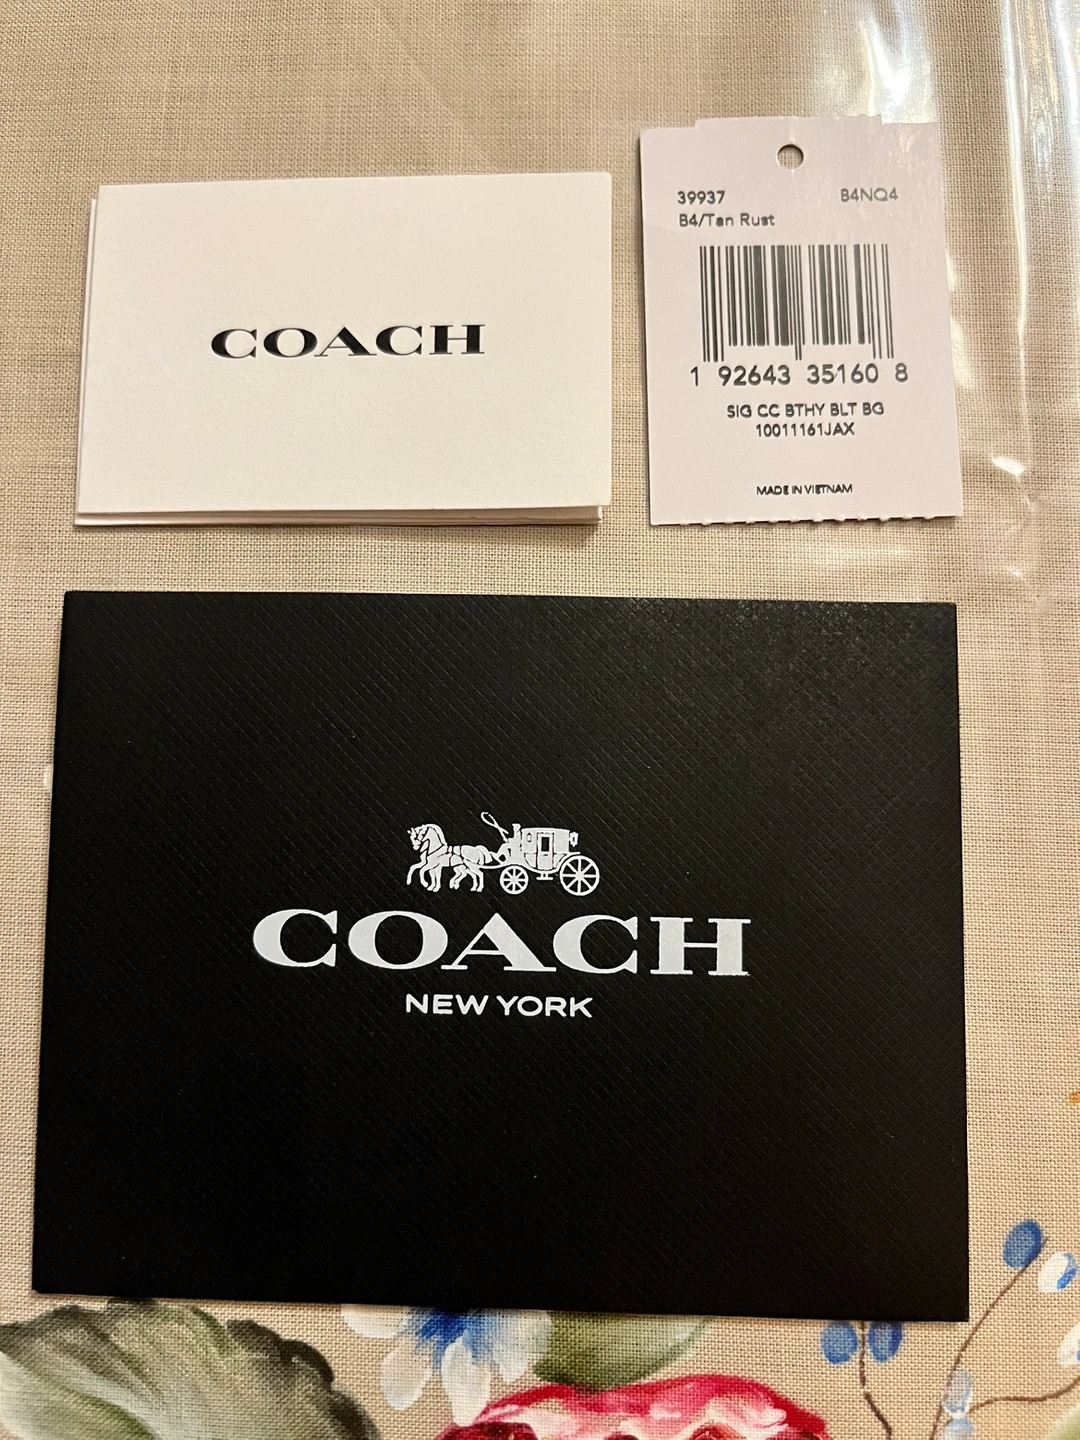 COACH
39937 B4NQ4
B4/Tan Rust
1 92643 35160 8
SIG CC BTHY BLT BG
10011161JAX
MADE IN VIETNAM
COACH
NEW YORK